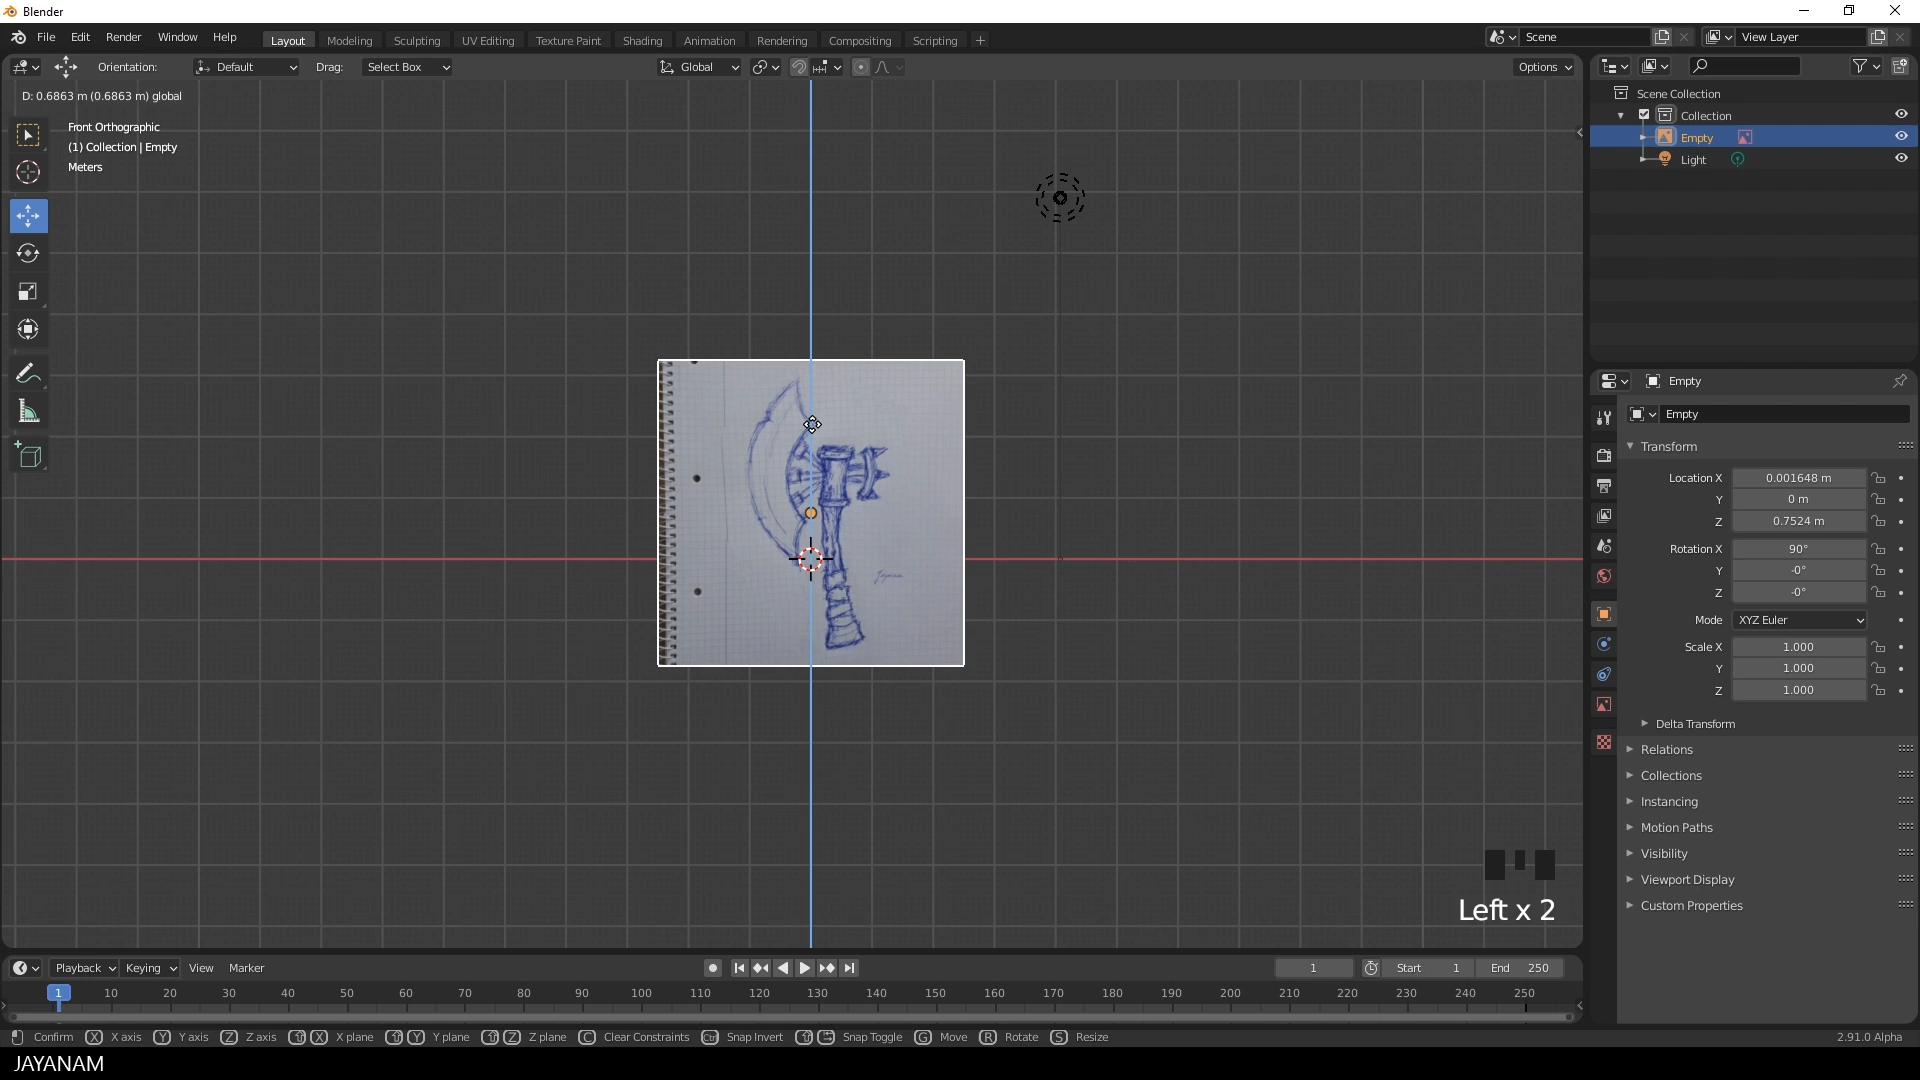 Blender
File Edit Render Window Help Layout Modeling Sculpting UV Editing Texture Paint Shading Animation Rendering Compositing Scripting + Scene View Layer
Orientation: Default Drag: Select Box Global Options
D: 0.6863 m (0.6863 m) global
Front Orthographic
(1) Collection | Empty
Meters
Scene Collection
Collection
Empty
Light
Empty
Empty
Transform
Location X 0.001648 m
Y 0 m
Z 0.7524 m
Rotation X 90°
Y -0°
Z -0°
Mode XYZ Euler
Scale X 1.000
Y 1.000
Z 1.000
Delta Transform
Relations
Collections
Instancing
Motion Paths
Visibility
Viewport Display
Custom Properties
Left x 2
Playback Keying View Marker 1 Start 1 End 250
1 10 20 30 40 50 60 70 80 90 100 110 120 130 140 150 160 170 180 190 200 210 220 230 240 250
Confirm X X axis Y Y axis Z Z axis X X plane Y Y plane Z Z plane C Clear Constraints Ctrl Snap Invert Snap Toggle G Move R Rotate S Resize 2.91.0 Alpha
JAYANAM